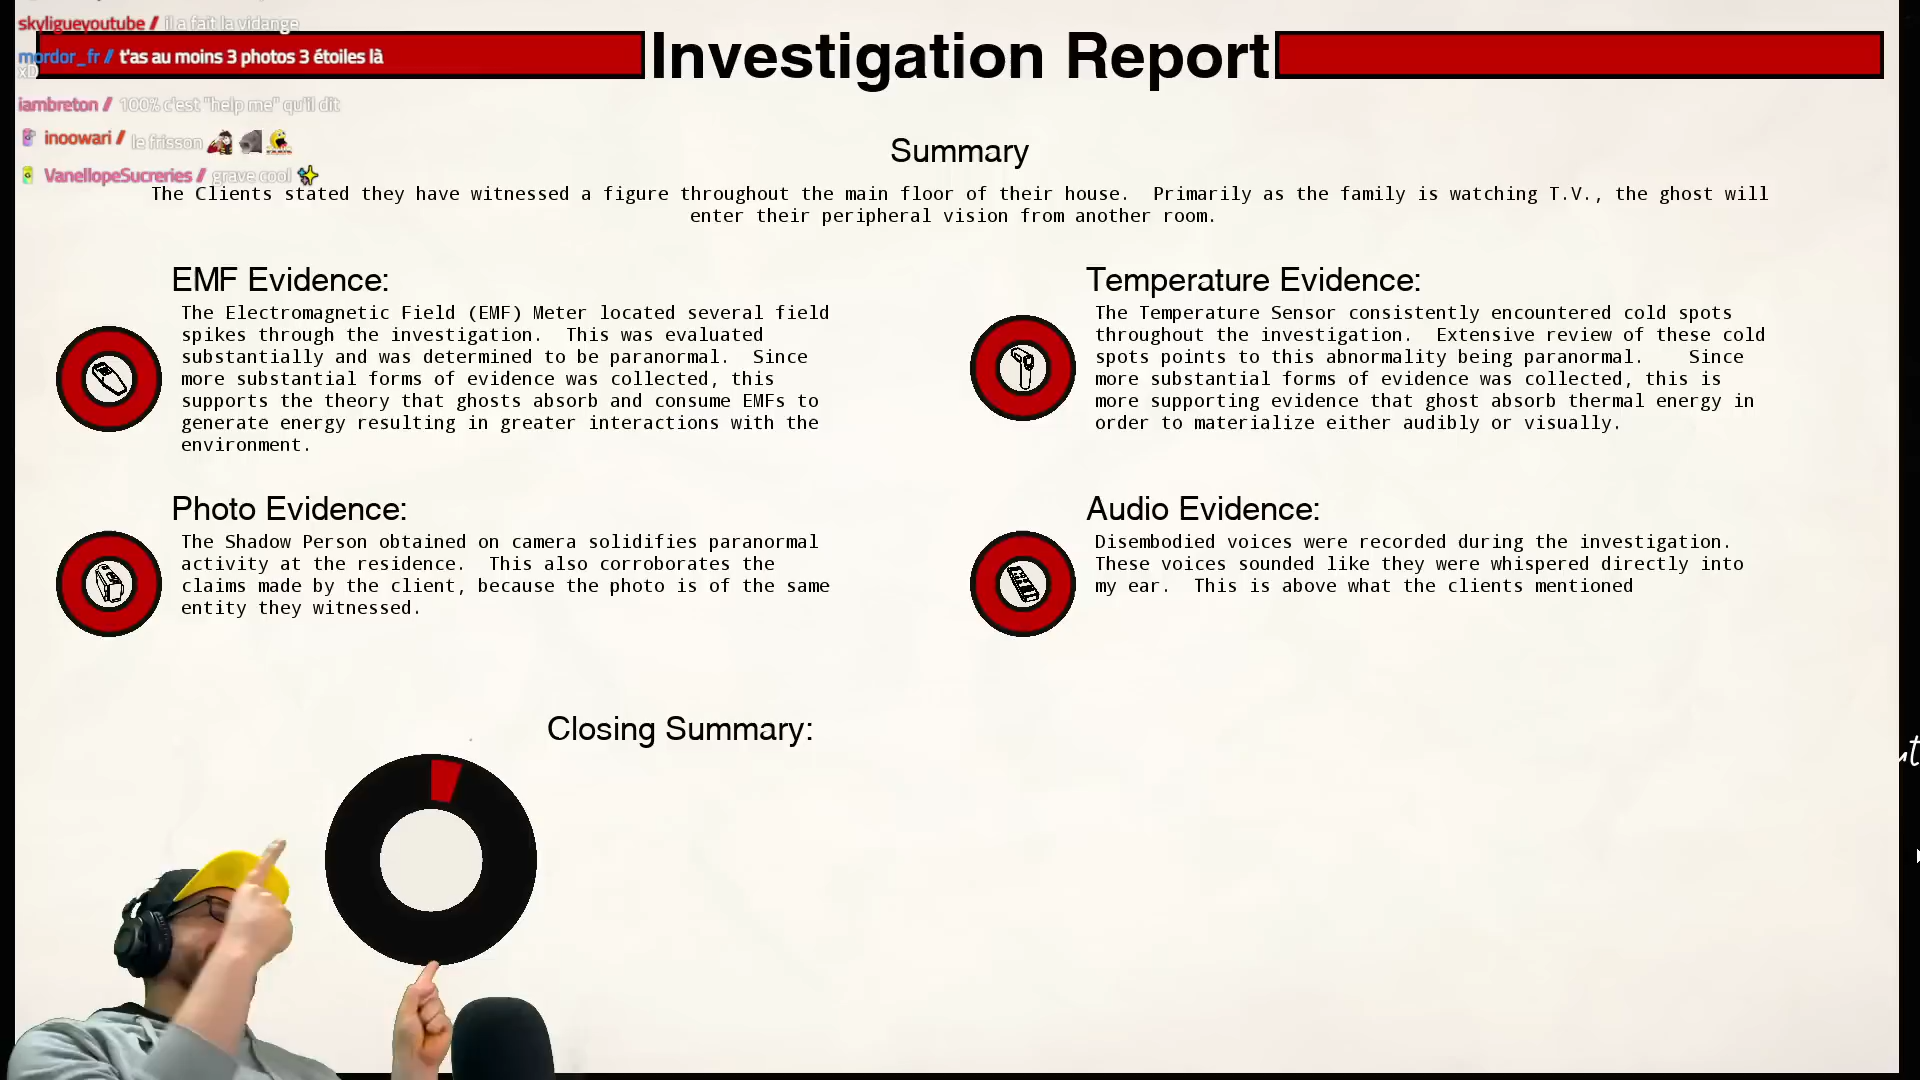 skyligueyoutube / il a fait la vidange
mordor_fr / t'as au moins 3 photos 3 étoiles là
xD
iambreton / 100% c'est "help me" qu'il dit
inoowari / le frisson
VanellopeSucreries / grave cool
Investigation Report
Summary
The Clients stated they have witnessed a figure throughout the main floor of their house.  Primarily as the family is watching T.V., the ghost will
enter their peripheral vision from another room.
EMF Evidence:
The Electromagnetic Field (EMF) Meter located several field
spikes through the investigation.  This was evaluated
substantially and was determined to be paranormal.  Since
more substantial forms of evidence was collected, this
supports the theory that ghosts absorb and consume EMFs to
generate energy resulting in greater interactions with the
environment.
Temperature Evidence:
The Temperature Sensor consistently encountered cold spots
throughout the investigation.  Extensive review of these cold
spots points to this abnormality being paranormal.    Since
more substantial forms of evidence was collected, this is
more supporting evidence that ghost absorb thermal energy in
order to materialize either audibly or visually.
Photo Evidence:
The Shadow Person obtained on camera solidifies paranormal
activity at the residence.  This also corroborates the
claims made by the client, because the photo is of the same
entity they witnessed.
Audio Evidence:
Disembodied voices were recorded during the investigation.
These voices sounded like they were whispered directly into
my ear.  This is above what the clients mentioned
Closing Summary: